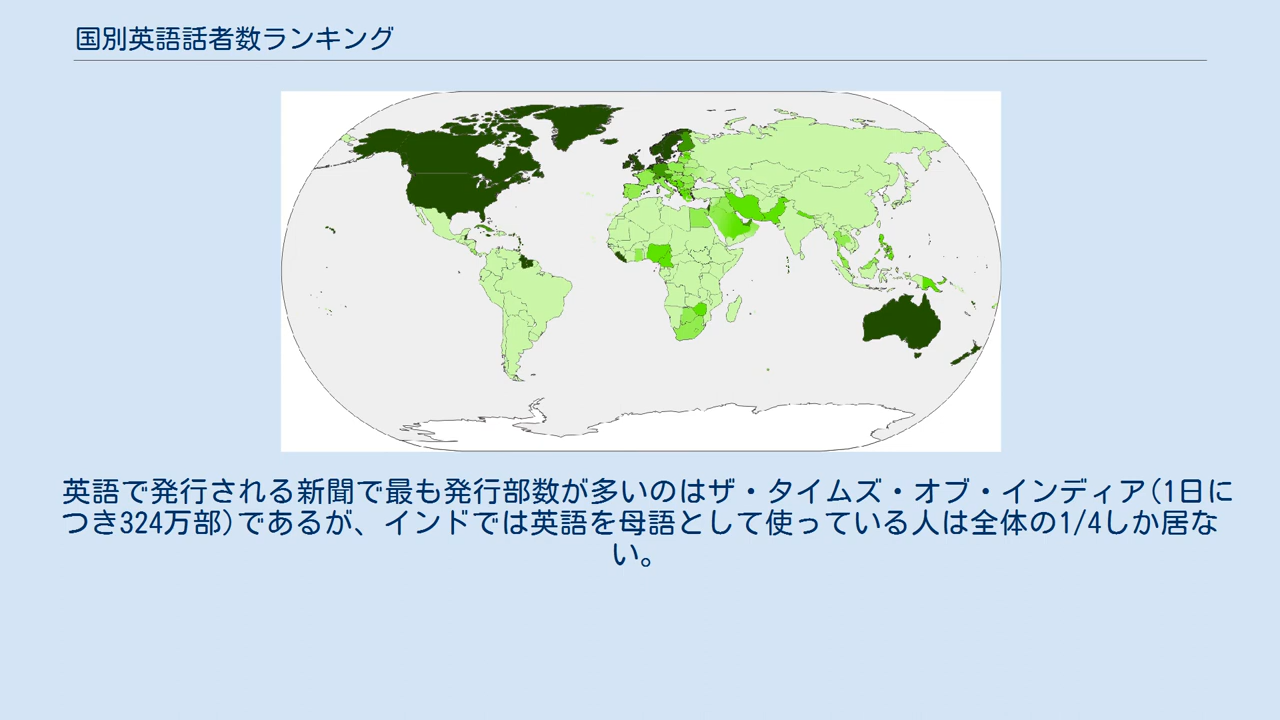 国別英語話者数ランキング
英語で発行される新聞で最も発行部数が多いのはザ・タイムズ・オブ・インディア(1日に
つき324万部)であるが、インドでは英語を母語として使っている人は全体の1/4しか居な
い。